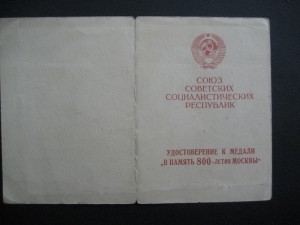 СОЮЗ
СОВЕТСКИХ
СОЦИАЛИСТИЧЕСКИХ
РЕСПУБЛИК
УДОСТОВЕРЕНИЕ К МЕДАЛИ
„В ПАМЯТЬ 800-ЛЕТИЯ МОСКВЫ“